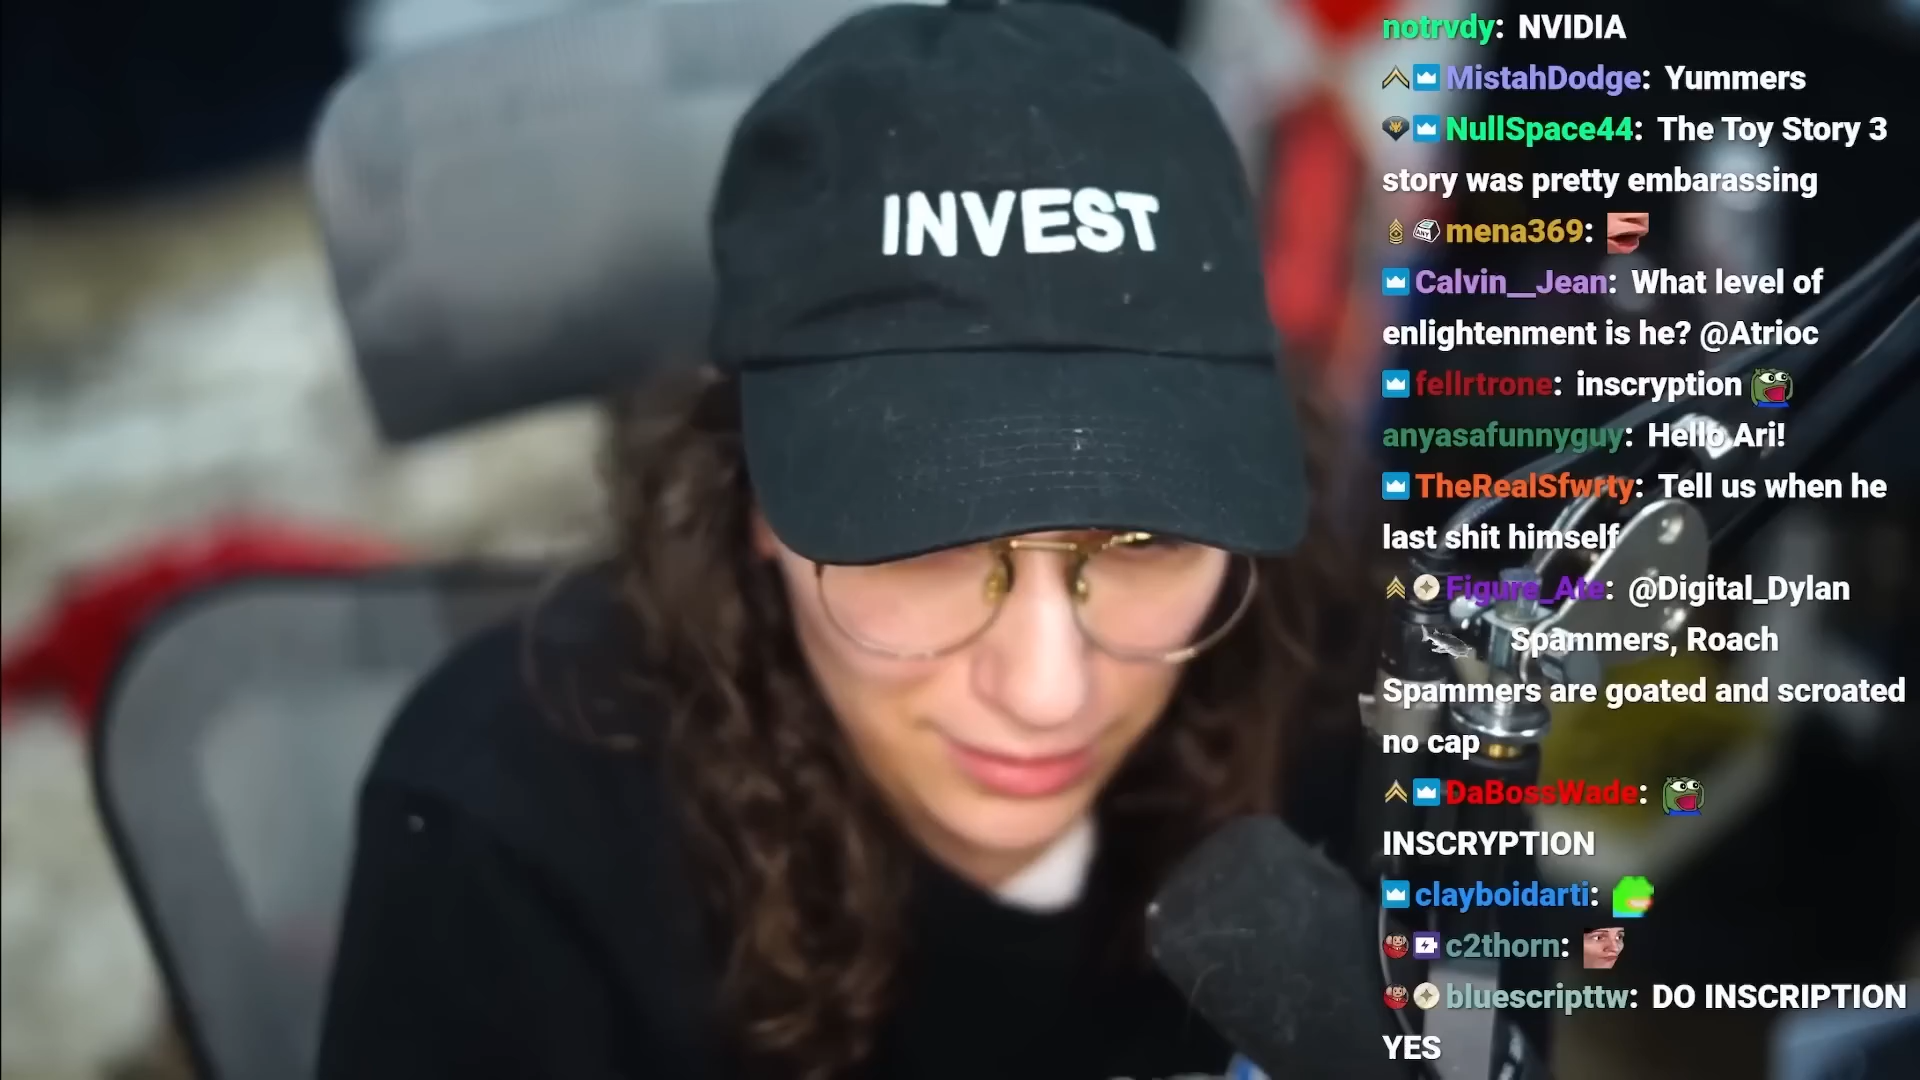 INVEST
notrvdy: NVIDIA
MistahDodge: Yummers
NullSpace44: The Toy Story 3
story was pretty embarassing
mena369:
Calvin__Jean: What level of
enlightenment is he? @Atrioc
fellrtrone: inscryption
anyasafunnyguy: Hello Ari!
TheRealSfwrty: Tell us when he
last shit himself
Figure_Ate: @Digital_Dylan
Spammers, Roach
Spammers are goated and scroated
no cap
DaBossWade:
INSCRYPTION
clayboidarti:
c2thorn:
bluescripttw: DO INSCRIPTION
YES